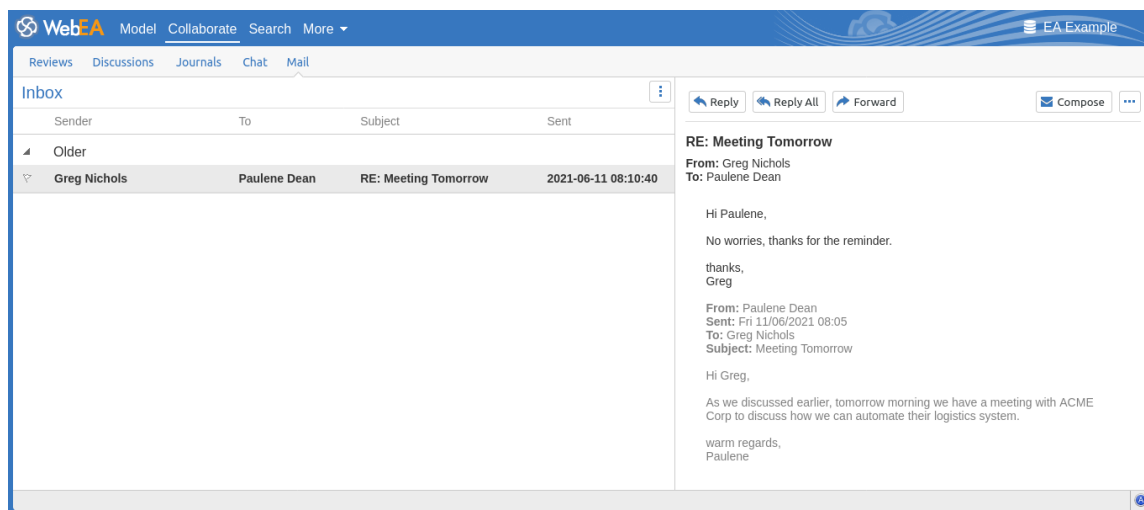 WebEA Model Collaborate Search More EA Example
Reviews Discussions Journals Chat Mail
Inbox
Sender To Subject Sent
Older
Greg Nichols Paulene Dean RE: Meeting Tomorrow 2021-06-11 08:10:40
Reply Reply All Forward Compose
RE: Meeting Tomorrow
From: Greg Nichols
To: Paulene Dean
Hi Paulene,
No worries, thanks for the reminder.
thanks,
Greg
From: Paulene Dean
Sent: Fri 11/06/2021 08:05
To: Greg Nichols
Subject: Meeting Tomorrow
Hi Greg,
As we discussed earlier, tomorrow morning we have a meeting with ACME
Corp to discuss how we can automate their logistics system.
warm regards,
Paulene